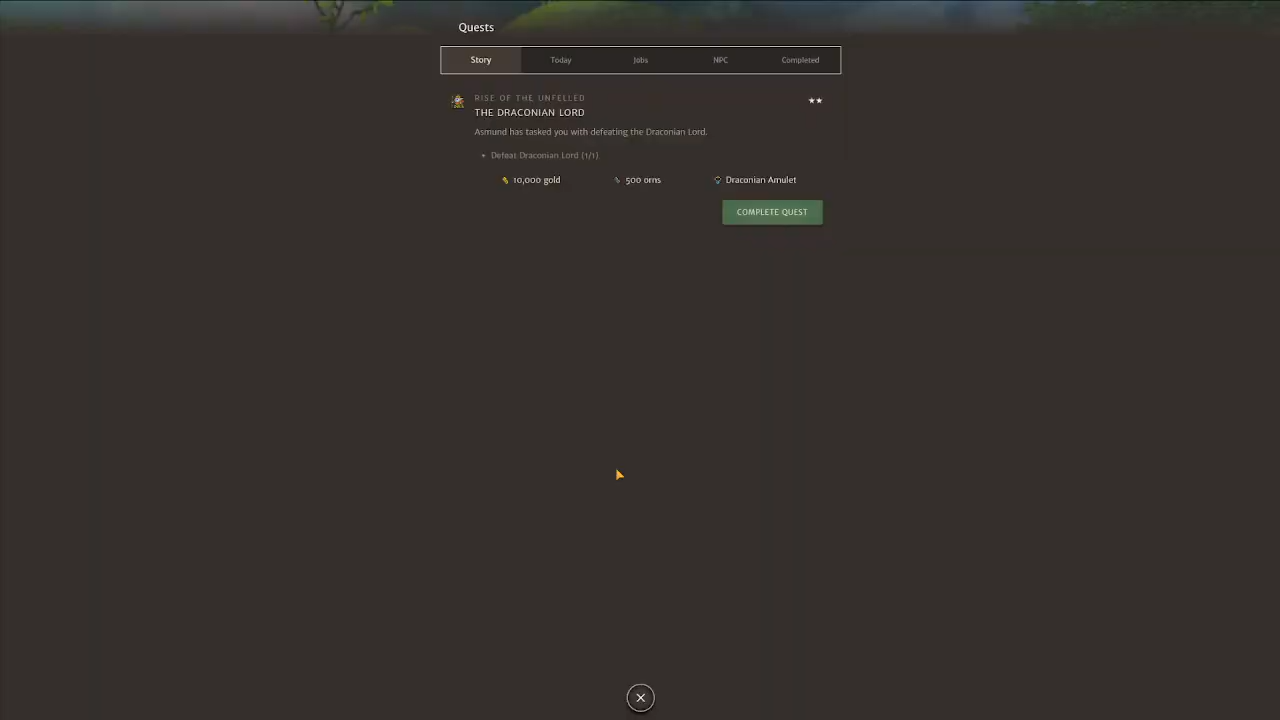 Quests
Story Today Jobs NPC Completed
RISE OF THE UNFELLED
THE DRACONIAN LORD
Asmund has tasked you with defeating the Draconian Lord.
Defeat Draconian Lord (1/1)
10,000 gold 500 orns Draconian Amulet
COMPLETE QUEST